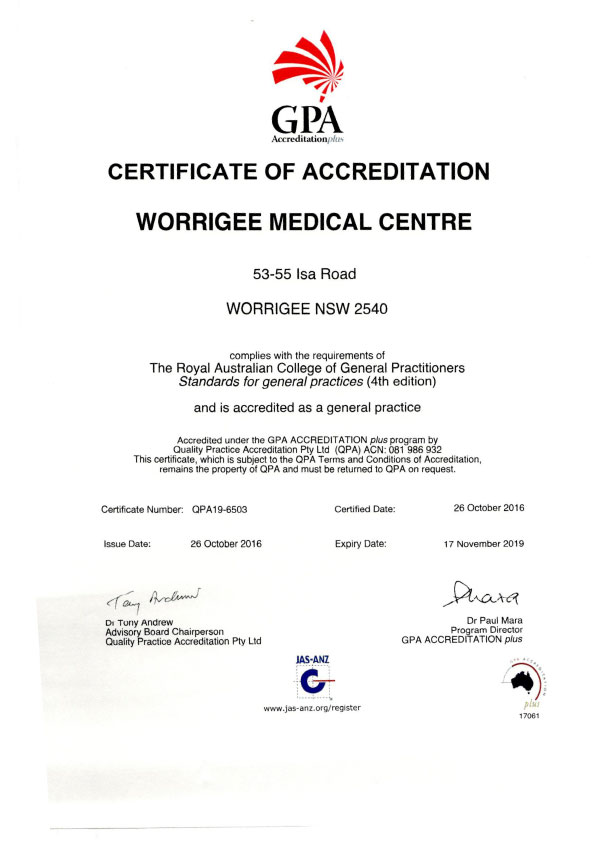 GPA
Accreditation plus
CERTIFICATE OF ACCREDITATION
WORRIGEE MEDICAL CENTRE
53-55 Isa Road
WORRIGEE NSW 2540
complies with the requirements of
The Royal Australian College of General Practitioners
Standards for general practices (4th edition)
and is accredited as a general practice
Accredited under the GPA ACCREDITATION plus program by
Quality Practice Accreditation Pty Ltd (QPA) ACN: 081 986 932
This certificate, which is subject to the QPA Terms and Conditions of Accreditation,
remains the property of QPA and must be returned to QPA on request.
Certificate Number: QPA19-6503 Certified Date: 26 October 2016
Issue Date: 26 October 2016 Expiry Date: 17 November 2019
Tony Andrew
PMara
Dr Tony Andrew
Advisory Board Chairperson
Quality Practice Accreditation Pty Ltd
Dr Paul Mara
Program Director
GPA ACCREDITATION plus
JAS-ANZ
www.jas-anz.org/register
GPA ACCREDITATION
plus
17061